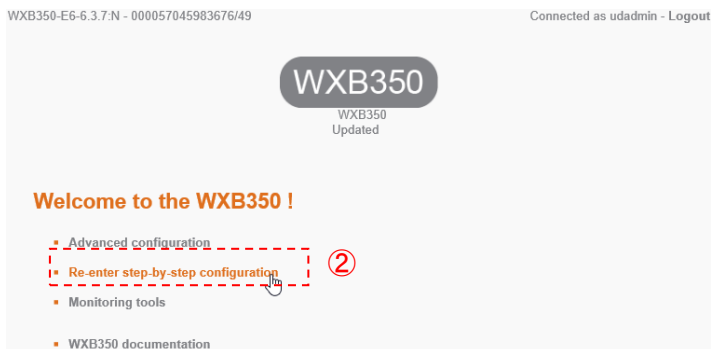 WXB350-E6-6.3.7:N - 000057045983676/49
Connected as udadmin - Logout
WXB350
WXB350
Updated
Welcome to the WXB350 !
Advanced configuration
Re-enter step-by-step configuration
②
Monitoring tools
WXB350 documentation